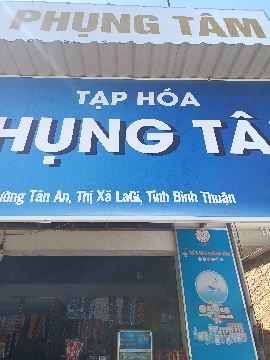 PHỤNG TÂM
TẠP HÓA
HỤNG TÂ
ường Tân An, Thị Xã LaGi, Tỉnh Bình Thuận